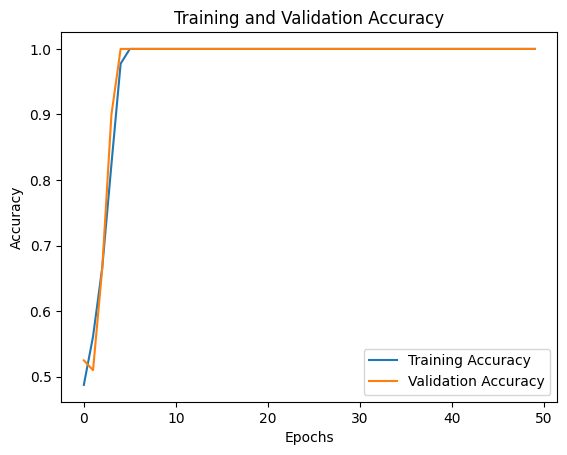 Training and Validation Accuracy
1.0
0.9
0.8
0.7
0.6
0.5
Accuracy
Training Accuracy
Validation Accuracy
0 10 20 30 40 50
Epochs